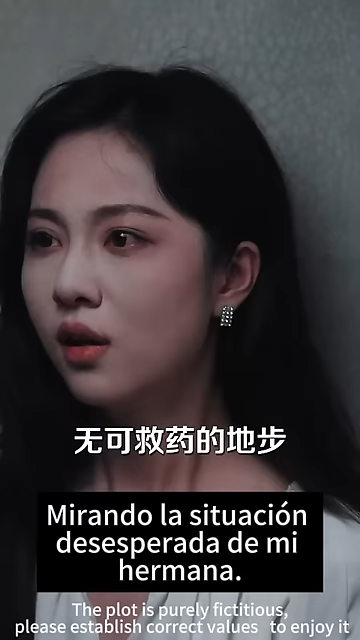 无可救药的地步
Mirando la situación
desesperada de mi
hermana.
The plot is purely fictitious,
please establish correct values to enjoy it